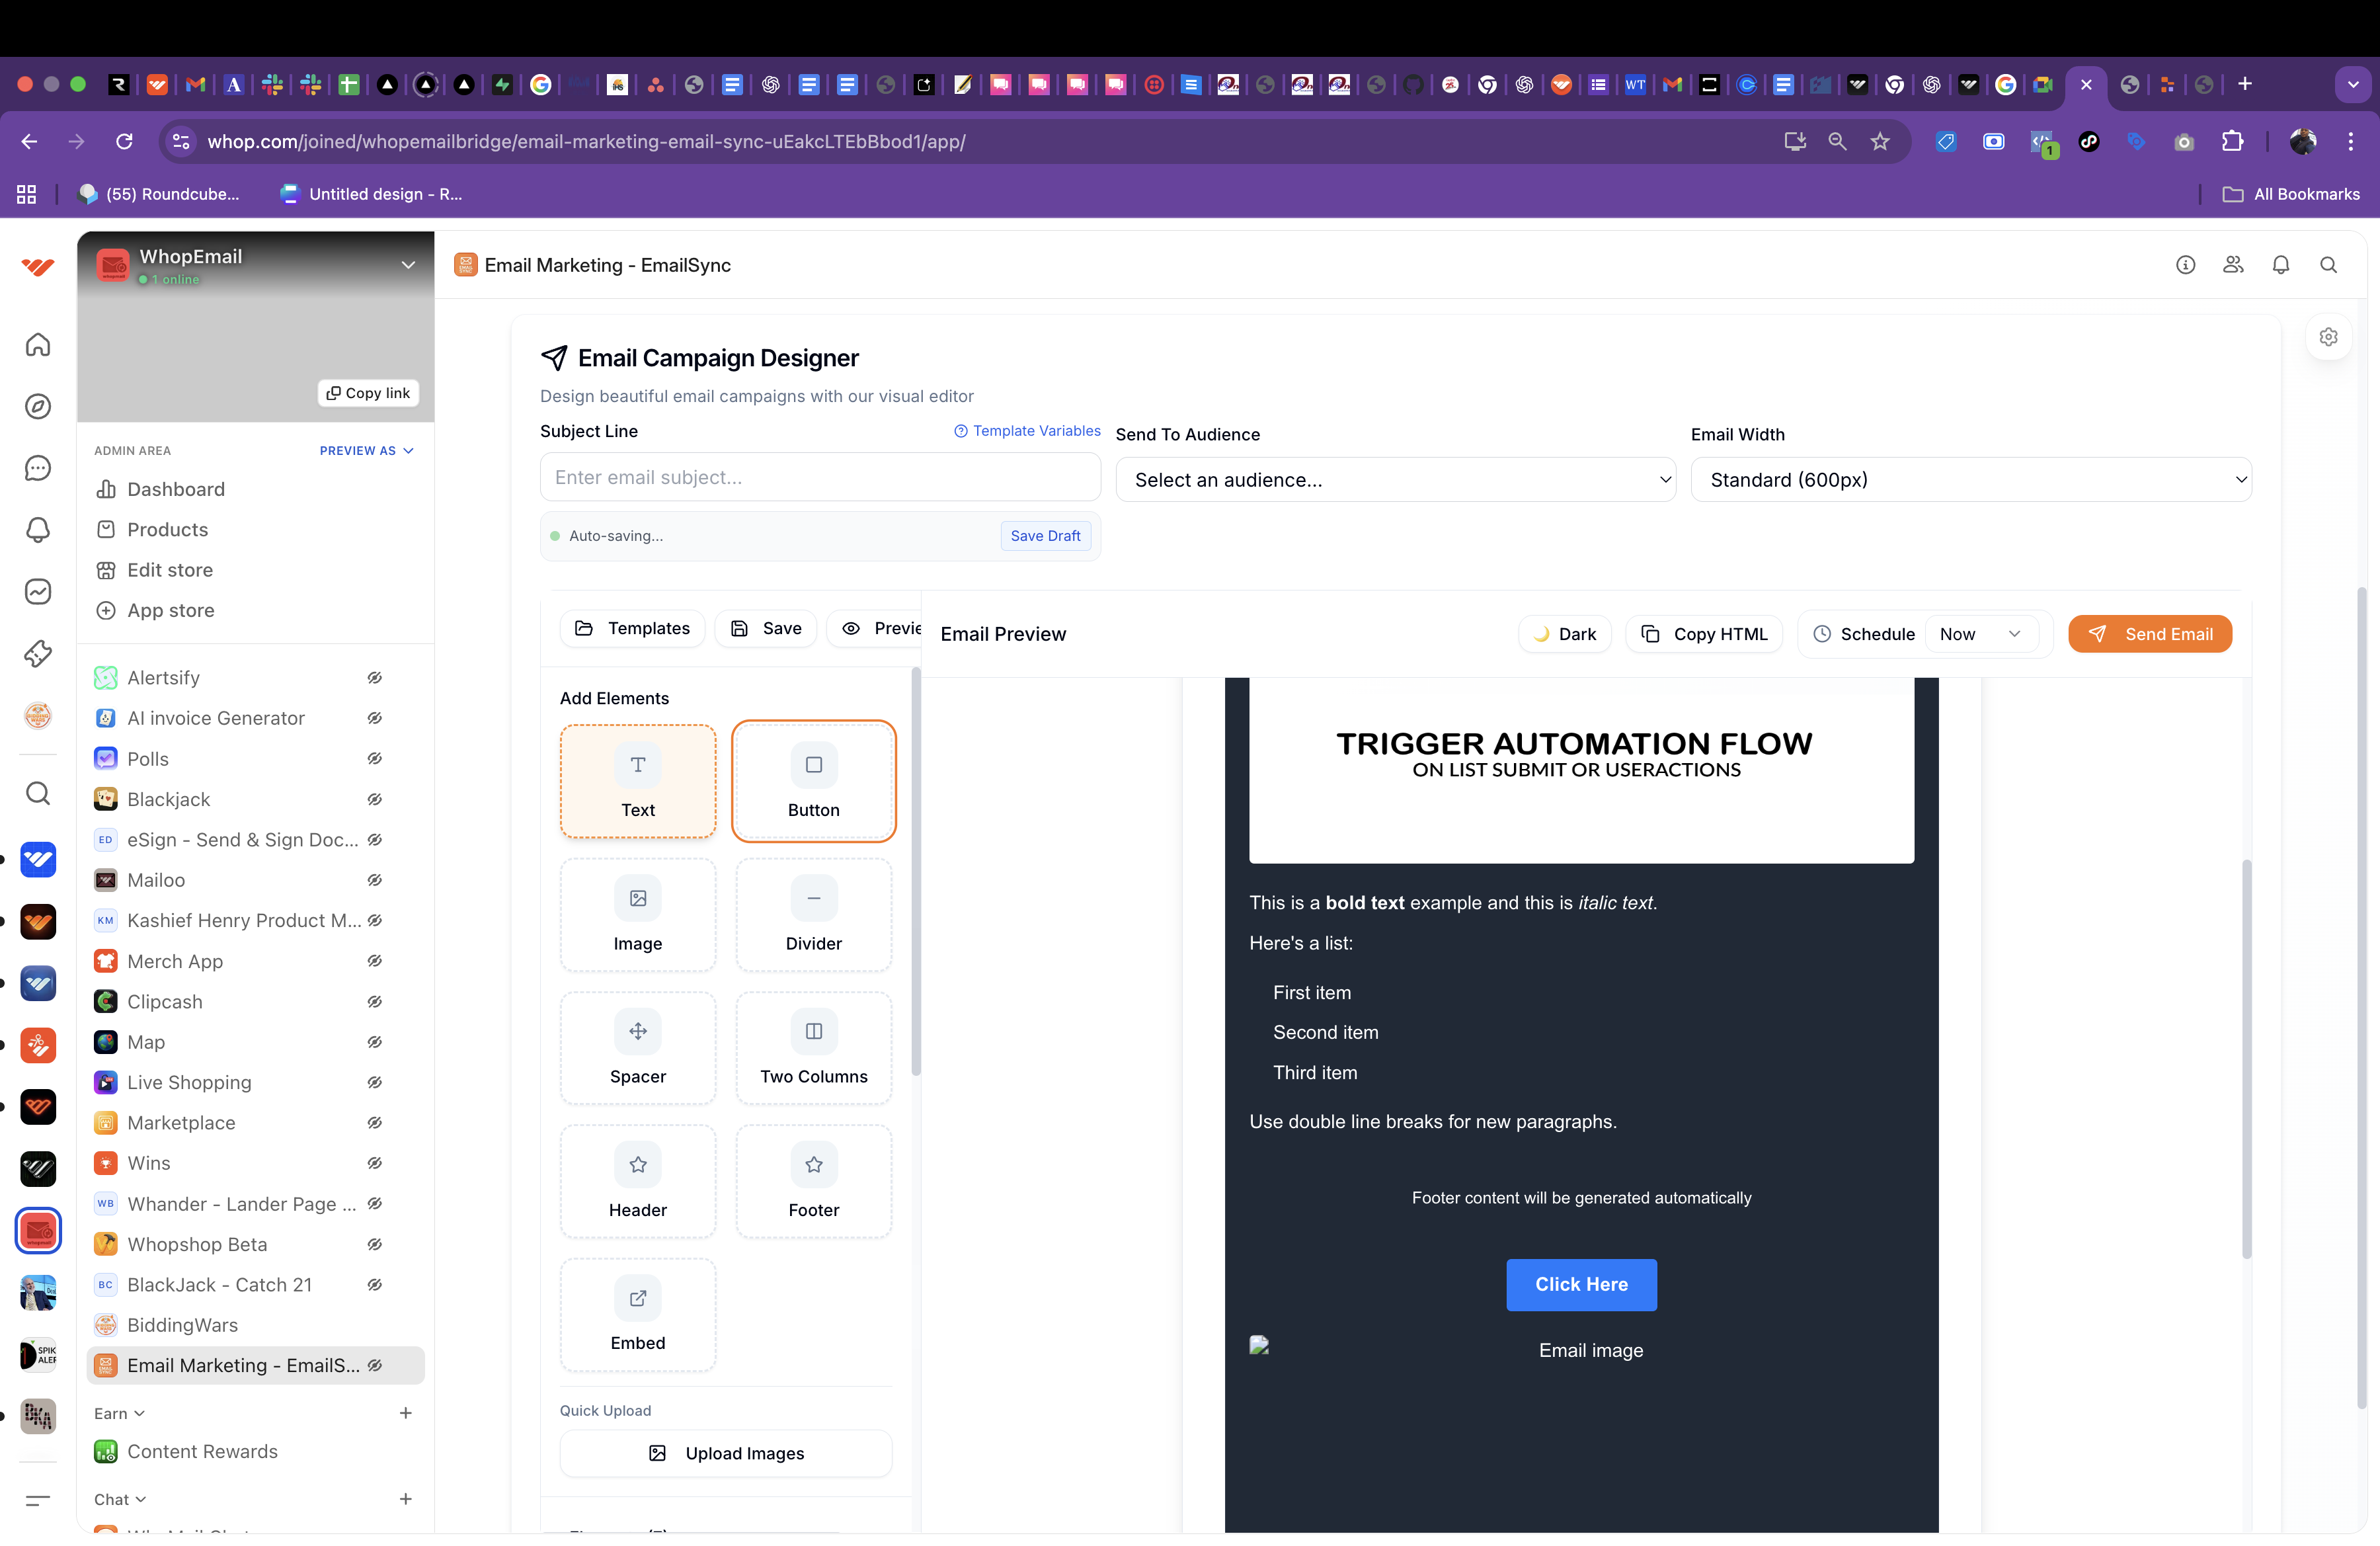 whop.com/joined/whopemailbridge/email-marketing-email-sync-uEakcLTEbBbod1/app/
(55) Roundcube...
Untitled design - R...
All Bookmarks
WhopEmail
1 online
Copy link
ADMIN AREA
PREVIEW AS
Dashboard
Products
Edit store
App store
Alertsify
AI invoice Generator
Polls
Blackjack
ED
eSign - Send & Sign Doc...
Mailoo
KM
Kashief Henry Product M...
Merch App
Clipcash
Map
Live Shopping
Marketplace
Wins
WB
Whander - Lander Page ...
Whopshop Beta
BC
BlackJack - Catch 21
BiddingWars
Email Marketing - EmailS...
Earn
Content Rewards
Chat
Email Marketing - EmailSync
Email Campaign Designer
Design beautiful email campaigns with our visual editor
Subject Line
Template Variables
Enter email subject...
Auto-saving...
Save Draft
Send To Audience
Select an audience...
Email Width
Standard (600px)
Templates
Save
Previe
Add Elements
Text
Button
Image
Divider
Spacer
Two Columns
Header
Footer
Embed
Quick Upload
Upload Images
Email Preview
Dark
Copy HTML
Schedule
Now
Send Email
TRIGGER AUTOMATION FLOW
ON LIST SUBMIT OR USERACTIONS
This is a bold text example and this is italic text.
Here's a list:
First item
Second item
Third item
Use double line breaks for new paragraphs.
Footer content will be generated automatically
Click Here
Email image